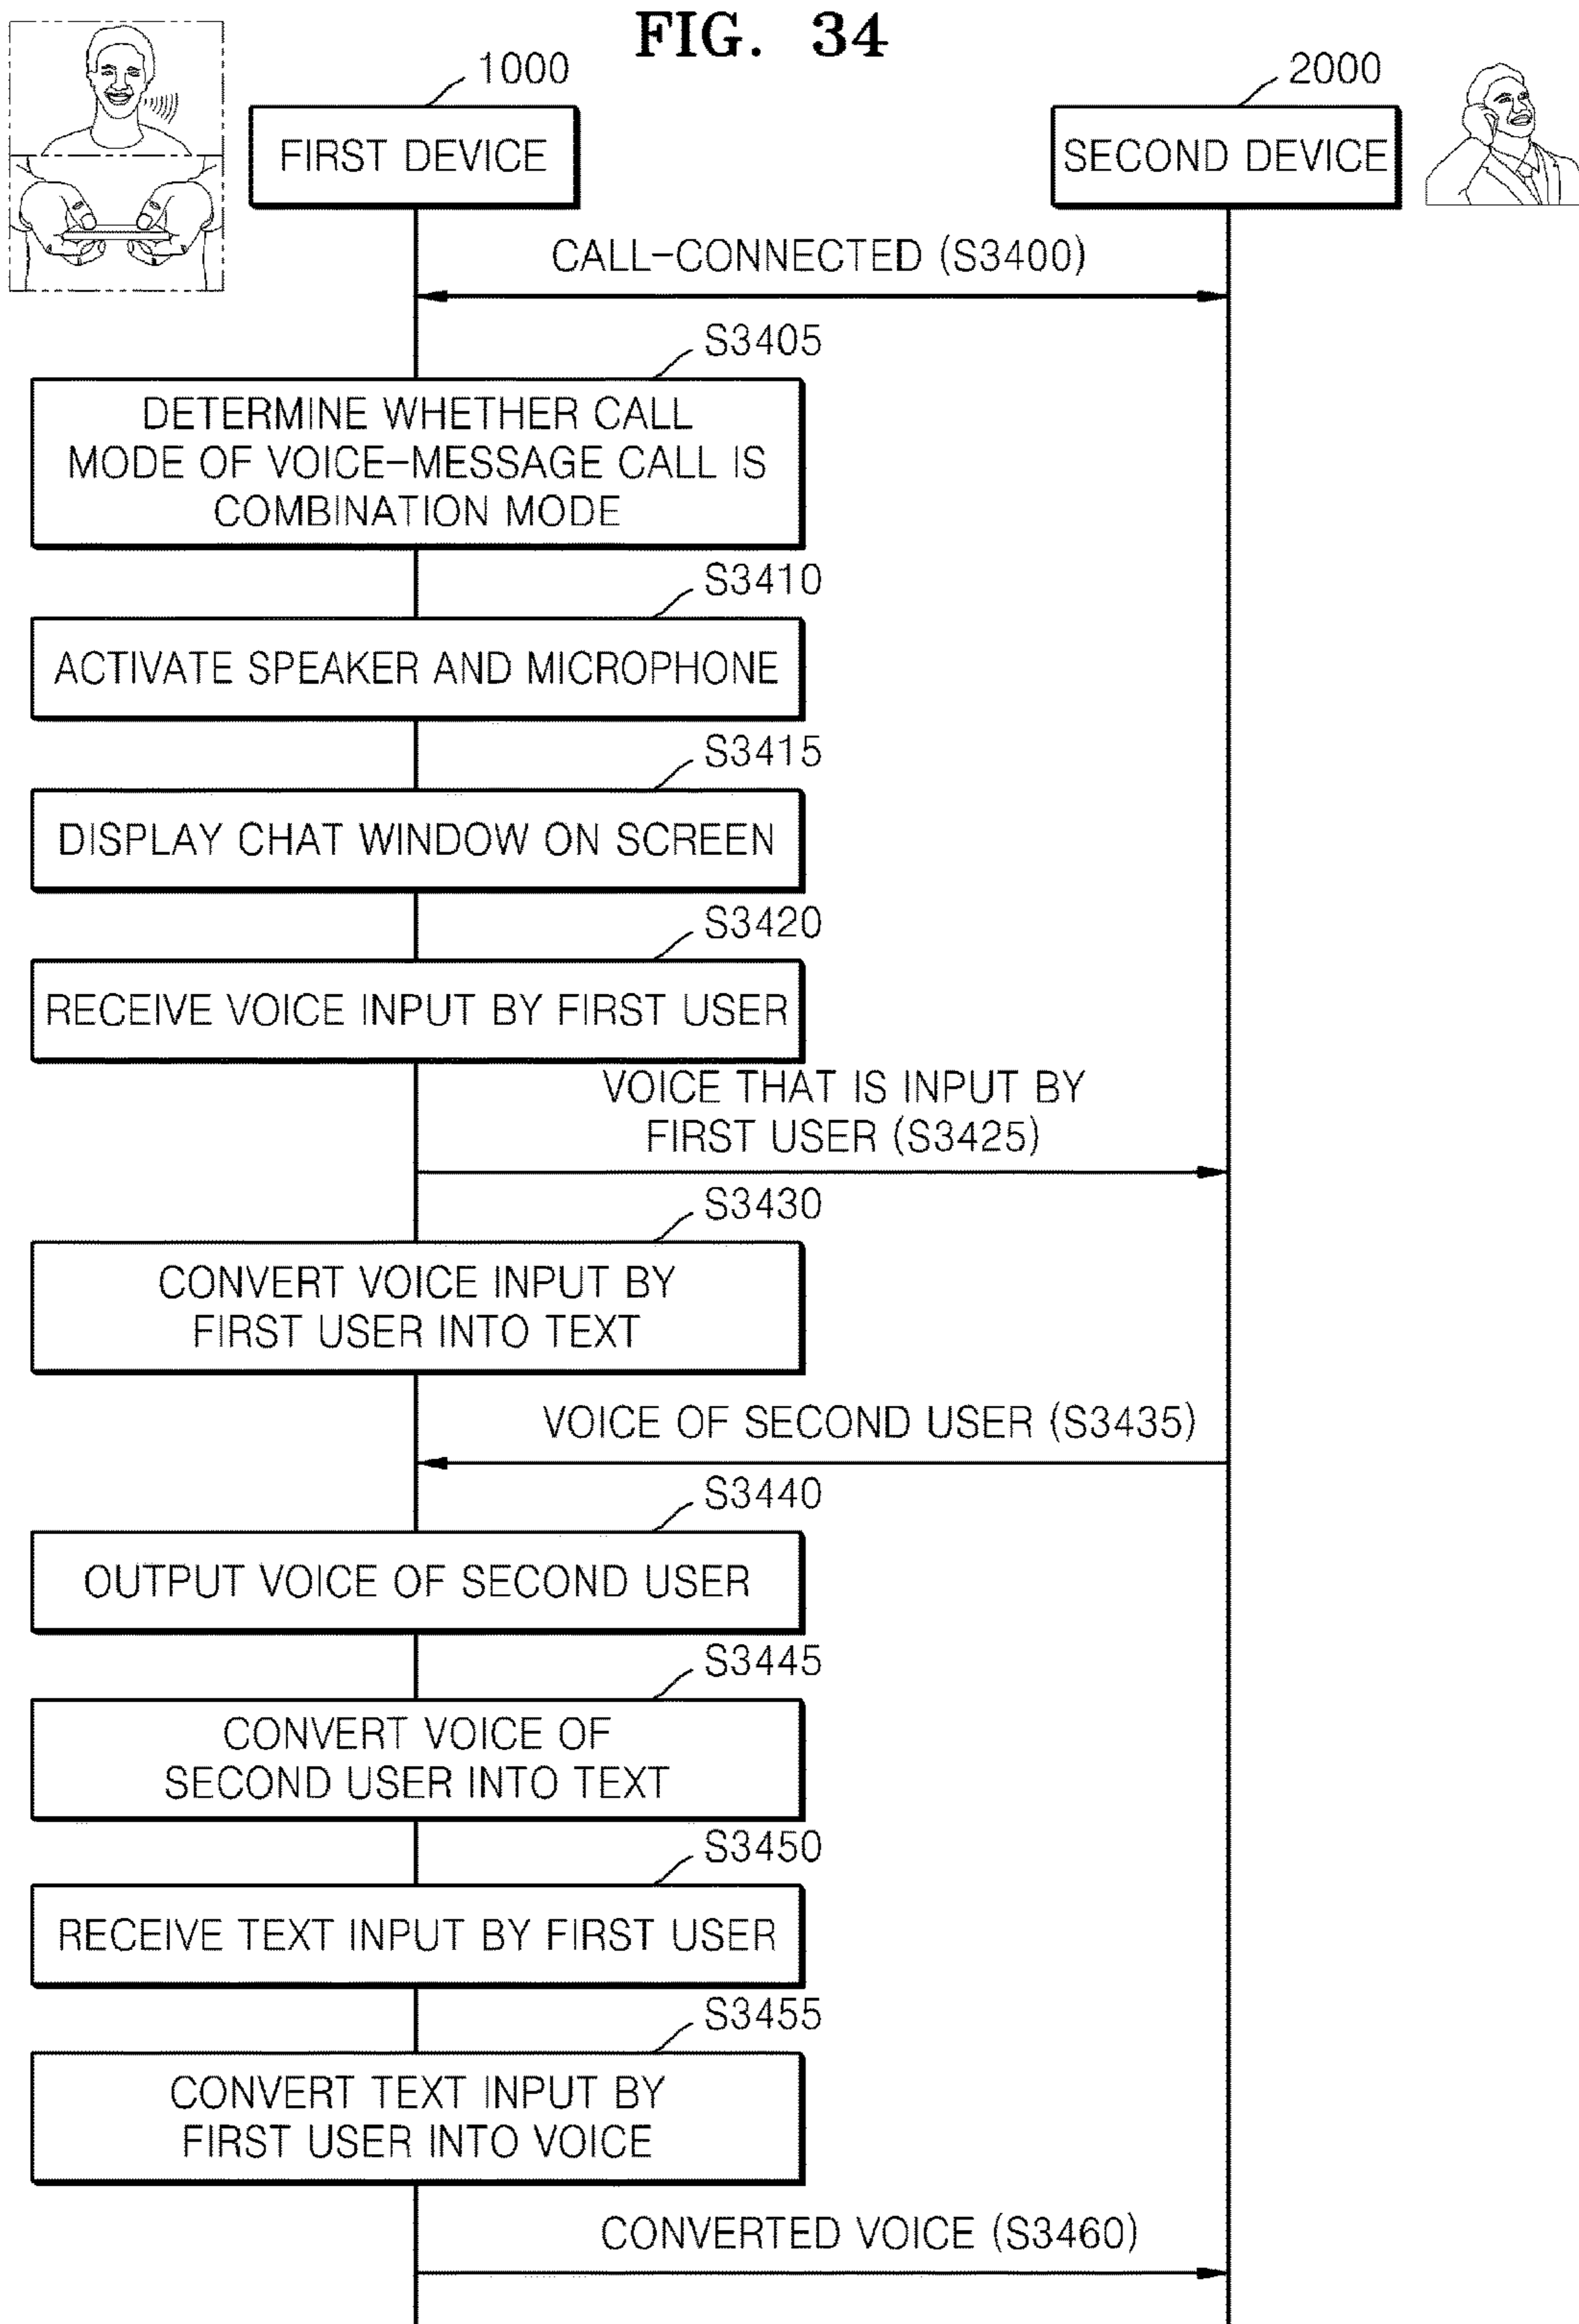 FIG. 34
1000
2000
FIRST DEVICE
SECOND DEVICE
CALL-CONNECTED (S3400)
S3405
DETERMINE WHETHER CALL
MODE OF VOICE-MESSAGE CALL IS
COMBINATION MODE
S3410
ACTIVATE SPEAKER AND MICROPHONE
S3415
DISPLAY CHAT WINDOW ON SCREEN
S3420
RECEIVE VOICE INPUT BY FIRST USER
VOICE THAT IS INPUT BY
FIRST USER (S3425)
S3430
CONVERT VOICE INPUT BY
FIRST USER INTO TEXT
VOICE OF SECOND USER (S3435)
S3440
OUTPUT VOICE OF SECOND USER
S3445
CONVERT VOICE OF
SECOND USER INTO TEXT
S3450
RECEIVE TEXT INPUT BY FIRST USER
S3455
CONVERT TEXT INPUT BY
FIRST USER INTO VOICE
CONVERTED VOICE (S3460)